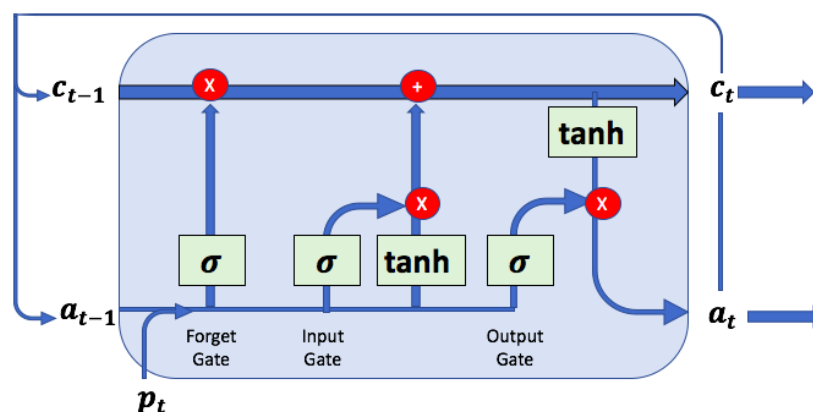 c_{t-1}
X
+
c_t
tanh
X
X
σ
σ
tanh
σ
a_{t-1}
a_t
Forget
Gate
Input
Gate
Output
Gate
p_t